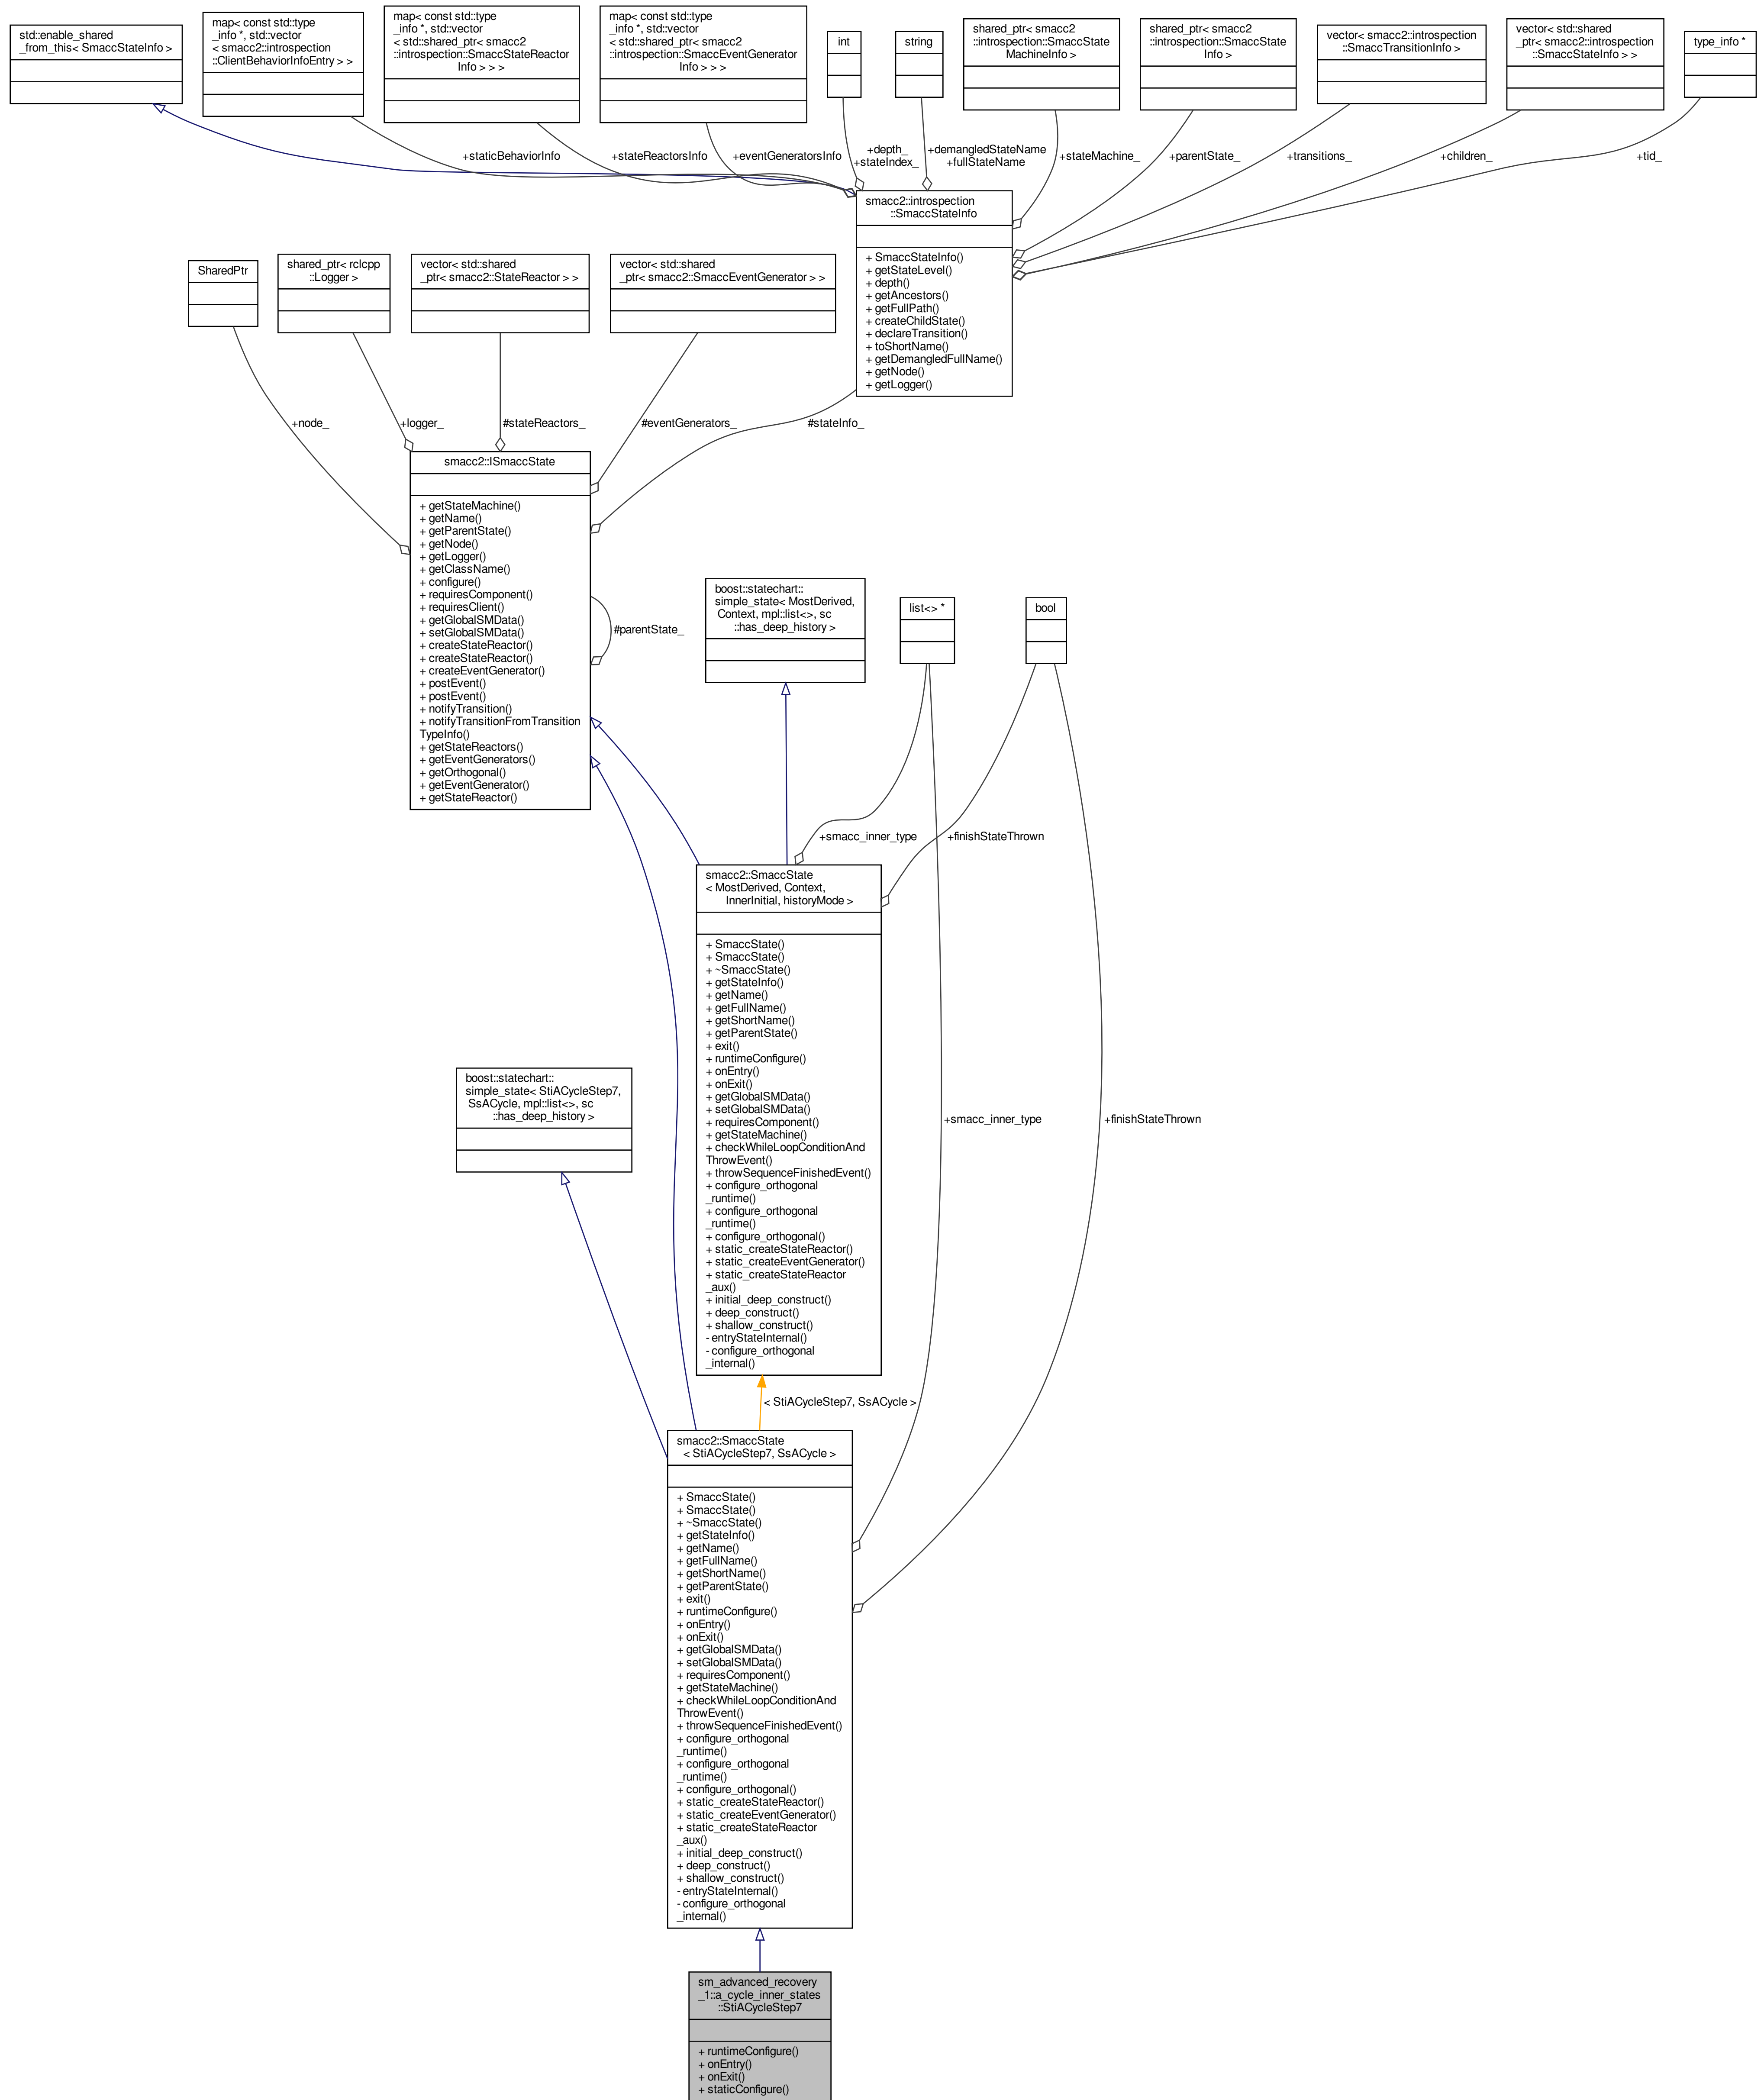 std::enable_shared
_from_this< SmaccStateInfo >
map< const std::type
_info *, std::vector
< smacc2::introspection
::ClientBehaviorInfoEntry > >
map< const std::type
_info *, std::vector
< std::shared_ptr< smacc2
::introspection::SmaccStateReactor
Info > > >
map< const std::type
_info *, std::vector
< std::shared_ptr< smacc2
::introspection::SmaccEventGenerator
Info > > >
int
string
shared_ptr< smacc2
::introspection::SmaccState
MachineInfo >
shared_ptr< smacc2
::introspection::SmaccState
Info >
vector< smacc2::introspection
::SmaccTransitionInfo >
vector< std::shared
_ptr< smacc2::introspection
::SmaccStateInfo > >
type_info *
+staticBehaviorInfo
+stateReactorsInfo
+eventGeneratorsInfo
+depth_
+stateIndex_
+demangledStateName
+fullStateName
+stateMachine_
+parentState_
+transitions_
+children_
+tid_
smacc2::introspection
::SmaccStateInfo
+ SmaccStateInfo()
+ getStateLevel()
+ depth()
+ getAncestors()
+ getFullPath()
+ createChildState()
+ declareTransition()
+ toShortName()
+ getDemangledFullName()
+ getNode()
+ getLogger()
SharedPtr
shared_ptr< rclcpp
::Logger >
vector< std::shared
_ptr< smacc2::StateReactor > >
vector< std::shared
_ptr< smacc2::SmaccEventGenerator > >
+node_
+logger_
#stateReactors_
#eventGenerators_
#stateInfo_
smacc2::ISmaccState
+ getStateMachine()
+ getName()
+ getParentState()
+ getNode()
+ getLogger()
+ getClassName()
+ configure()
+ requiresComponent()
+ requiresClient()
+ getGlobalSMData()
+ setGlobalSMData()
+ createStateReactor()
+ createStateReactor()
+ createEventGenerator()
+ postEvent()
+ postEvent()
+ notifyTransition()
+ notifyTransitionFromTransition
TypeInfo()
+ getStateReactors()
+ getEventGenerators()
+ getOrthogonal()
+ getEventGenerator()
+ getStateReactor()
#parentState_
boost::statechart::
simple_state< MostDerived,
Context, mpl::list<>, sc
::has_deep_history >
list<> *
bool
+smacc_inner_type
+finishStateThrown
smacc2::SmaccState
< MostDerived, Context,
InnerInitial, historyMode >
+ SmaccState()
+ SmaccState()
+ ~SmaccState()
+ getStateInfo()
+ getName()
+ getFullName()
+ getShortName()
+ getParentState()
+ exit()
+ runtimeConfigure()
+ onEntry()
+ onExit()
+ getGlobalSMData()
+ setGlobalSMData()
+ requiresComponent()
+ getStateMachine()
+ checkWhileLoopConditionAnd
ThrowEvent()
+ throwSequenceFinishedEvent()
+ configure_orthogonal
_runtime()
+ configure_orthogonal
_runtime()
+ configure_orthogonal()
+ static_createStateReactor()
+ static_createEventGenerator()
+ static_createStateReactor
_aux()
+ initial_deep_construct()
+ deep_construct()
+ shallow_construct()
- entryStateInternal()
- configure_orthogonal
_internal()
boost::statechart::
simple_state< StiACycleStep7,
SsACycle, mpl::list<>, sc
::has_deep_history >
+smacc_inner_type
+finishStateThrown
< StiACycleStep7, SsACycle >
smacc2::SmaccState
< StiACycleStep7, SsACycle >
+ SmaccState()
+ SmaccState()
+ ~SmaccState()
+ getStateInfo()
+ getName()
+ getFullName()
+ getShortName()
+ getParentState()
+ exit()
+ runtimeConfigure()
+ onEntry()
+ onExit()
+ getGlobalSMData()
+ setGlobalSMData()
+ requiresComponent()
+ getStateMachine()
+ checkWhileLoopConditionAnd
ThrowEvent()
+ throwSequenceFinishedEvent()
+ configure_orthogonal
_runtime()
+ configure_orthogonal
_runtime()
+ configure_orthogonal()
+ static_createStateReactor()
+ static_createEventGenerator()
+ static_createStateReactor
_aux()
+ initial_deep_construct()
+ deep_construct()
+ shallow_construct()
- entryStateInternal()
- configure_orthogonal
_internal()
sm_advanced_recovery
_1::a_cycle_inner_states
::StiACycleStep7
+ runtimeConfigure()
+ onEntry()
+ onExit()
+ staticConfigure()